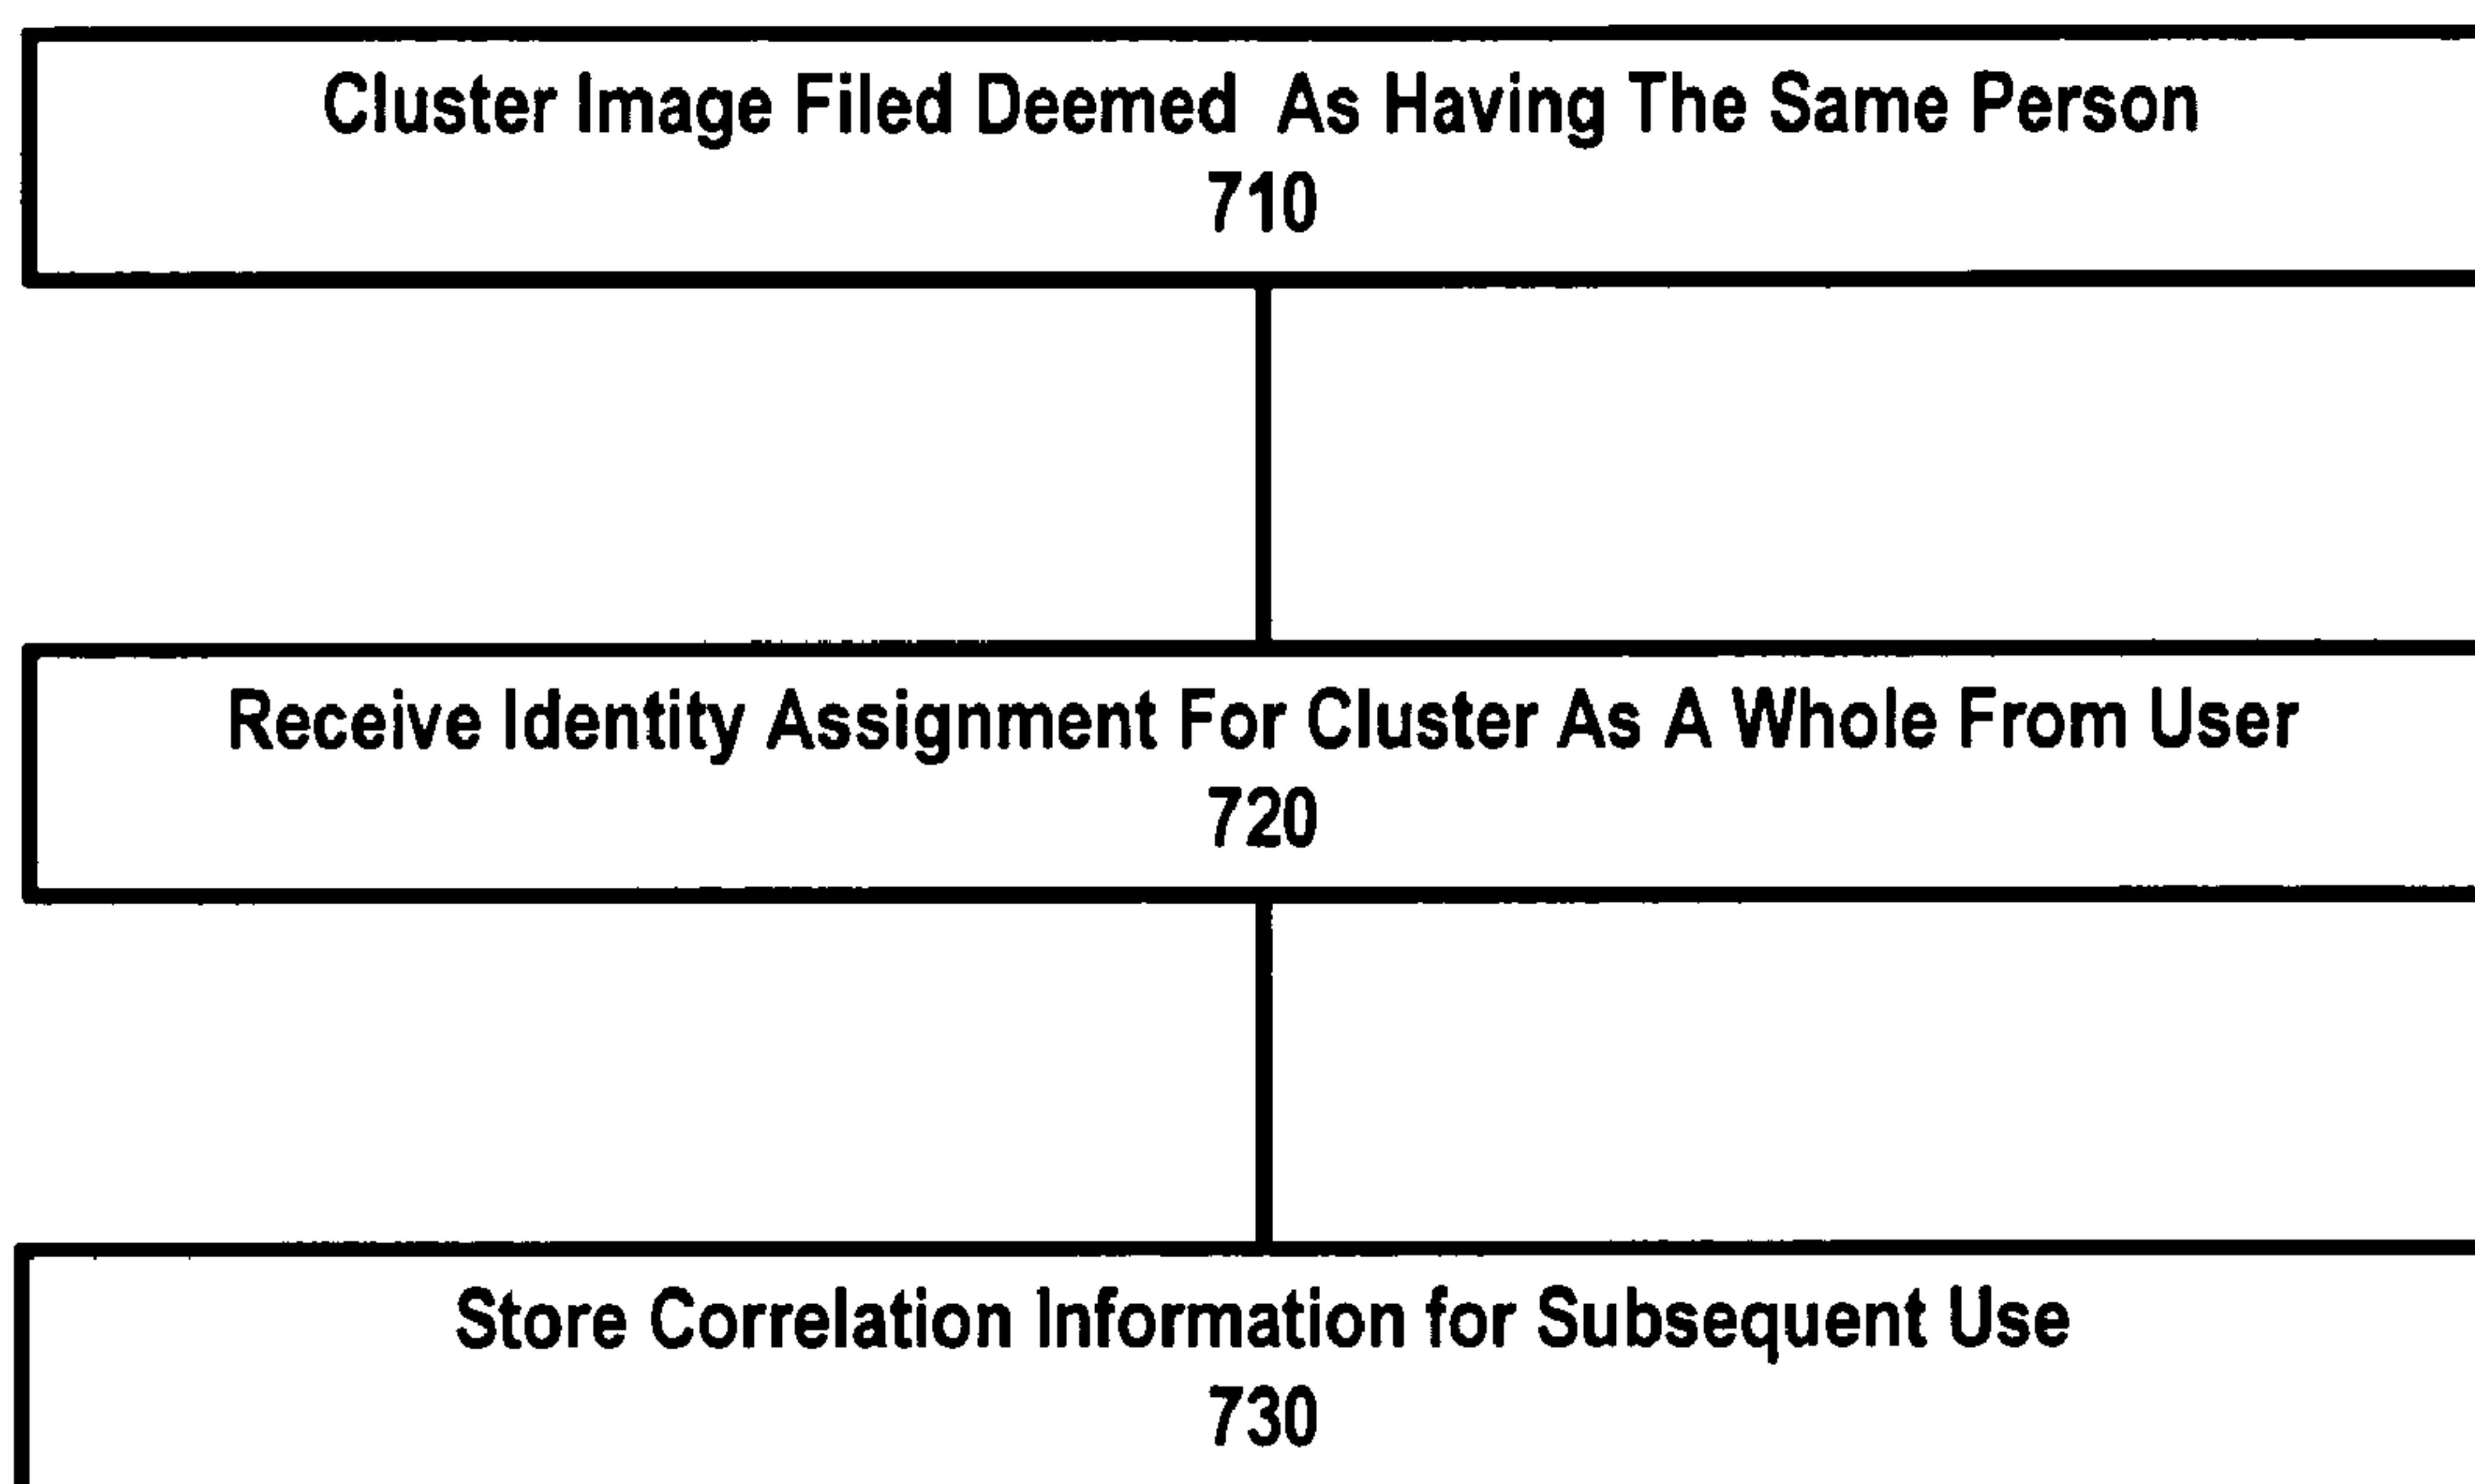 Cluster Image Filed Deemed As Having The Same Person
710
Receive Identity Assignment For Cluster As A Whole From User
720
Store Correlation Information for Subsequent Use
730